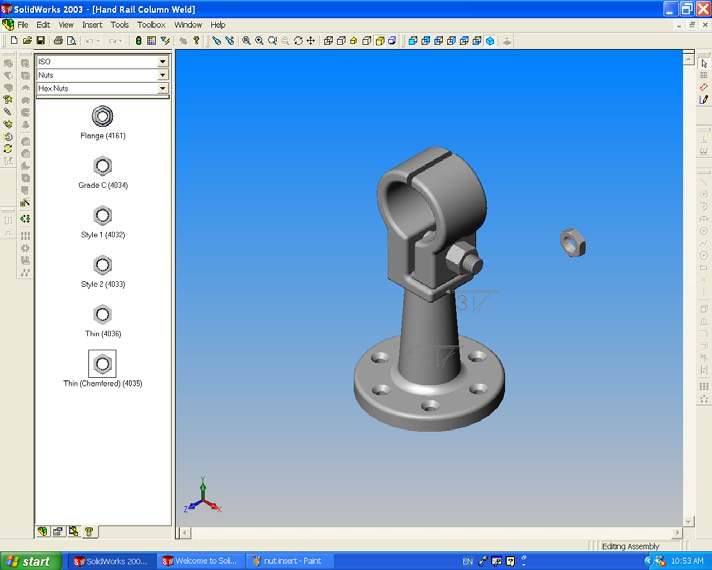 SolidWorks 2003 - [Hand Rail Column Weld]
File Edit View Insert Tools Toolbox Window Help
ISO
Nuts
Hex Nuts
Flange (4161)
Grade C (4034)
Style 1 (4032)
Style 2 (4033)
Thin (4036)
Thin (Chamfered) (4035)
3
Y
Z
X
Editing Assembly
start
SolidWorks 200...
Welcome to Soli...
nut insert - Paint
EN
10:53 AM